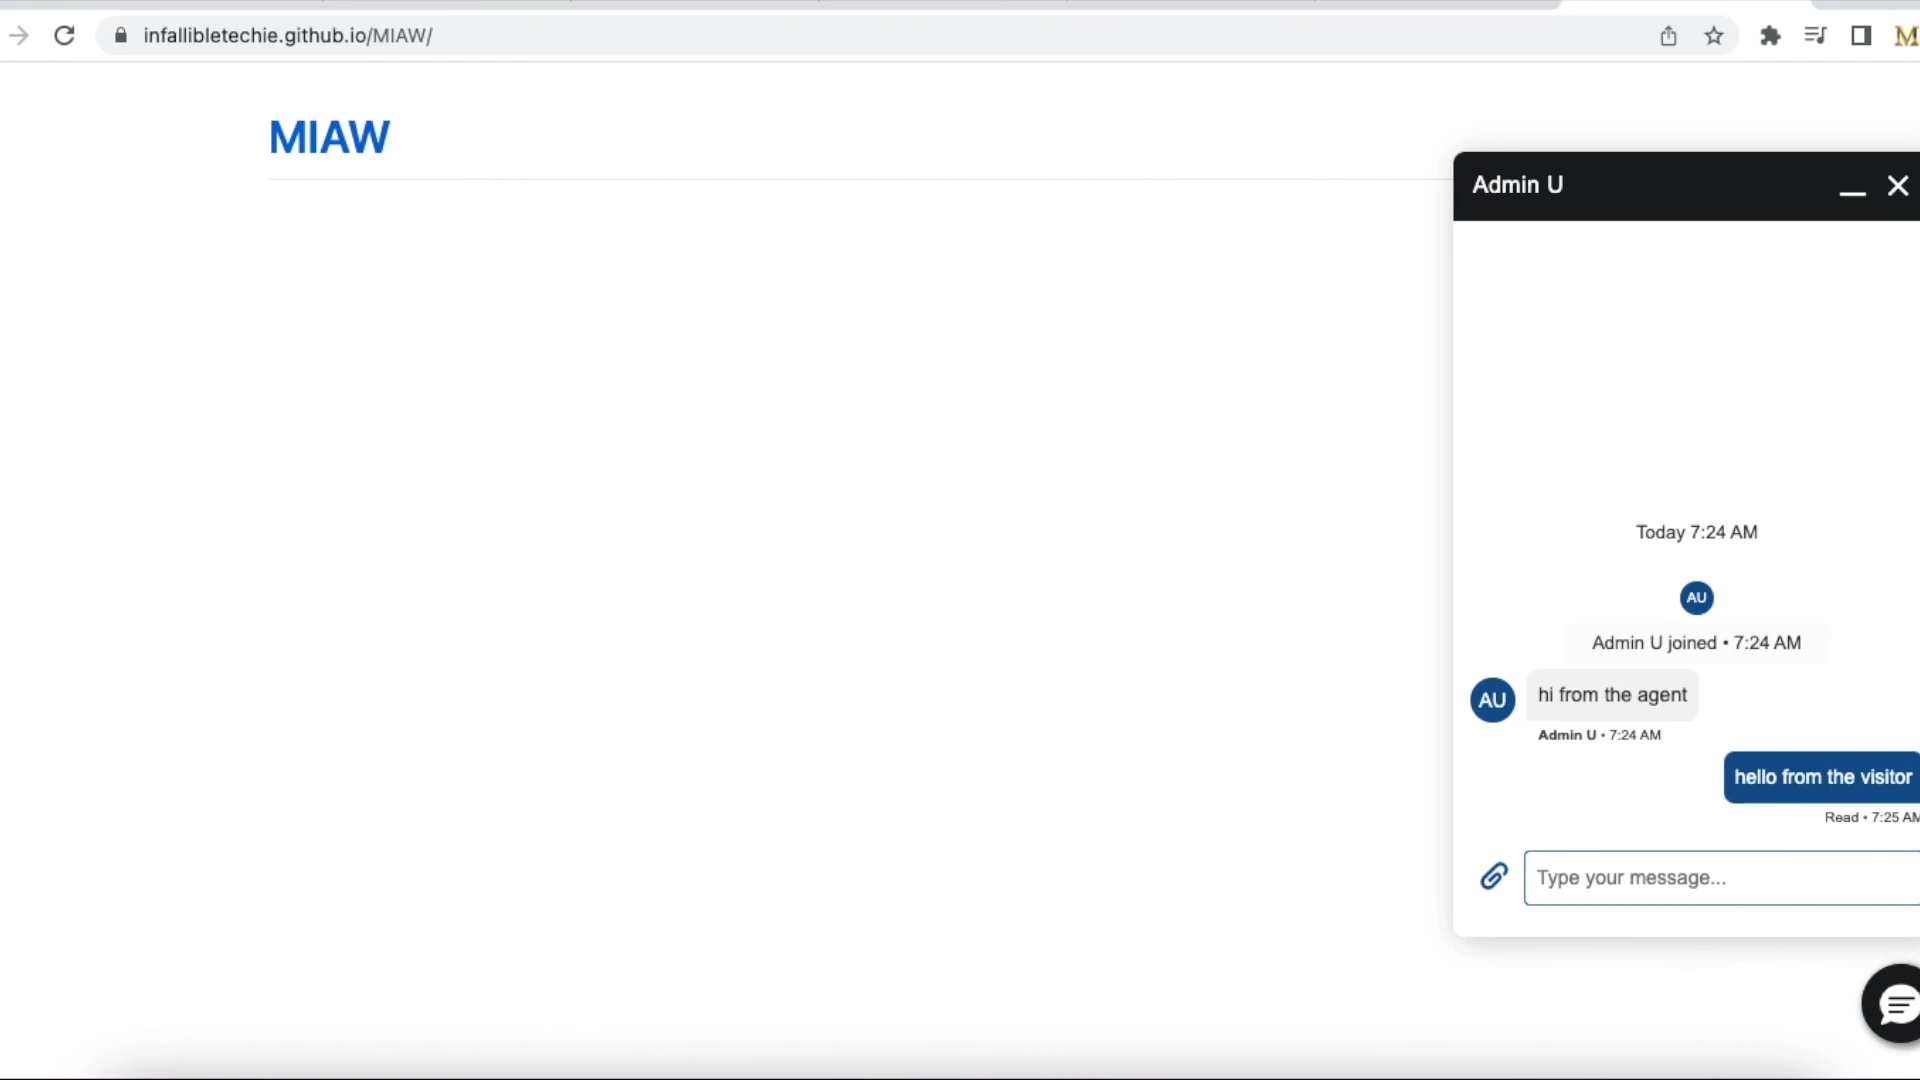 infallibletechie.github.io/MIAW/
M
MIAW
Admin U
Today 7:24 AM
AU
Admin U joined • 7:24 AM
AU
hi from the agent
Admin U • 7:24 AM
hello from the visitor
Read • 7:25 AM
Type your message...